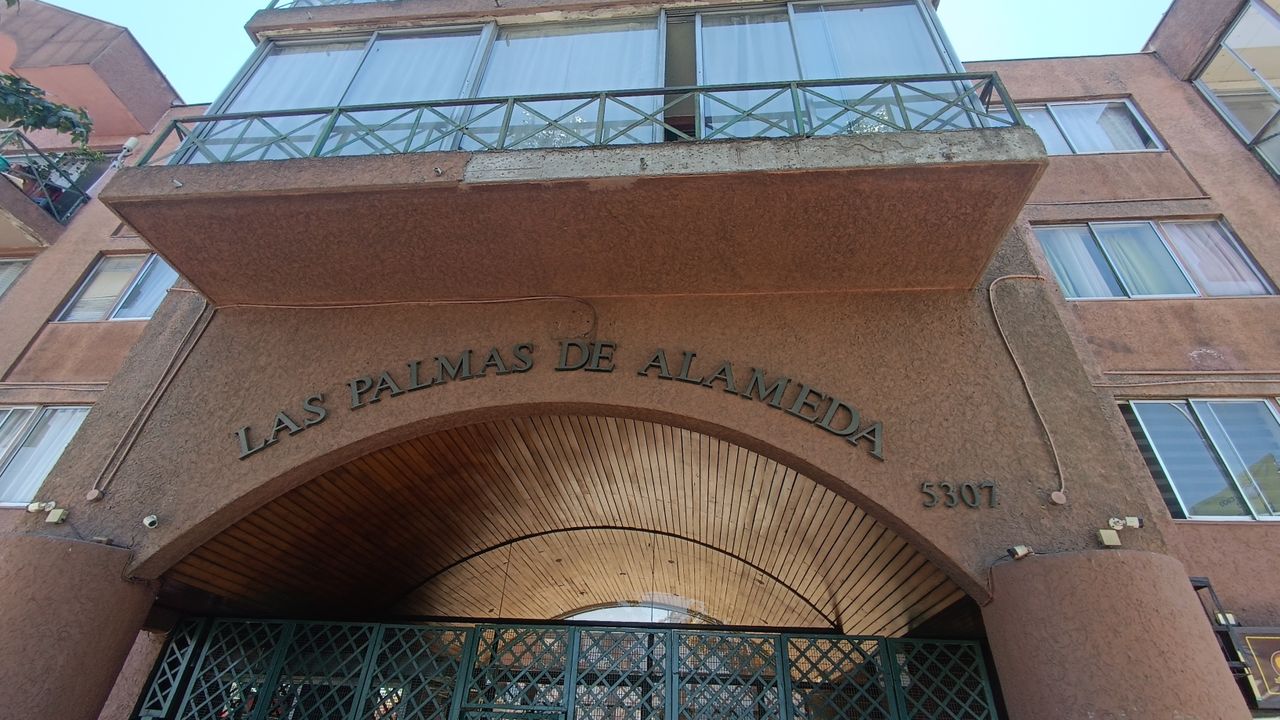 LAS PALMAS DE ALAMEDA
5307